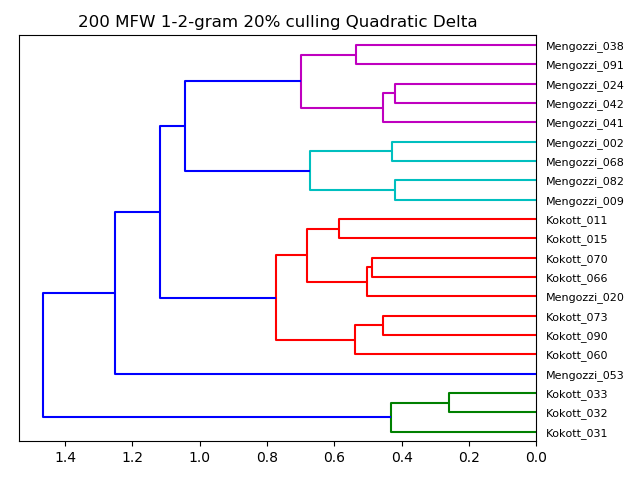 200 MFW 1-2-gram 20% culling Quadratic Delta
Mengozzi_038
Mengozzi_091
Mengozzi_024
Mengozzi_042
Mengozzi_041
Mengozzi_002
Mengozzi_068
Mengozzi_082
Mengozzi_009
Kokott_011
Kokott_015
Kokott_070
Kokott_066
Mengozzi_020
Kokott_073
Kokott_090
Kokott_060
Mengozzi_053
Kokott_033
Kokott_032
Kokott_031
1.4 1.2 1.0 0.8 0.6 0.4 0.2 0.0